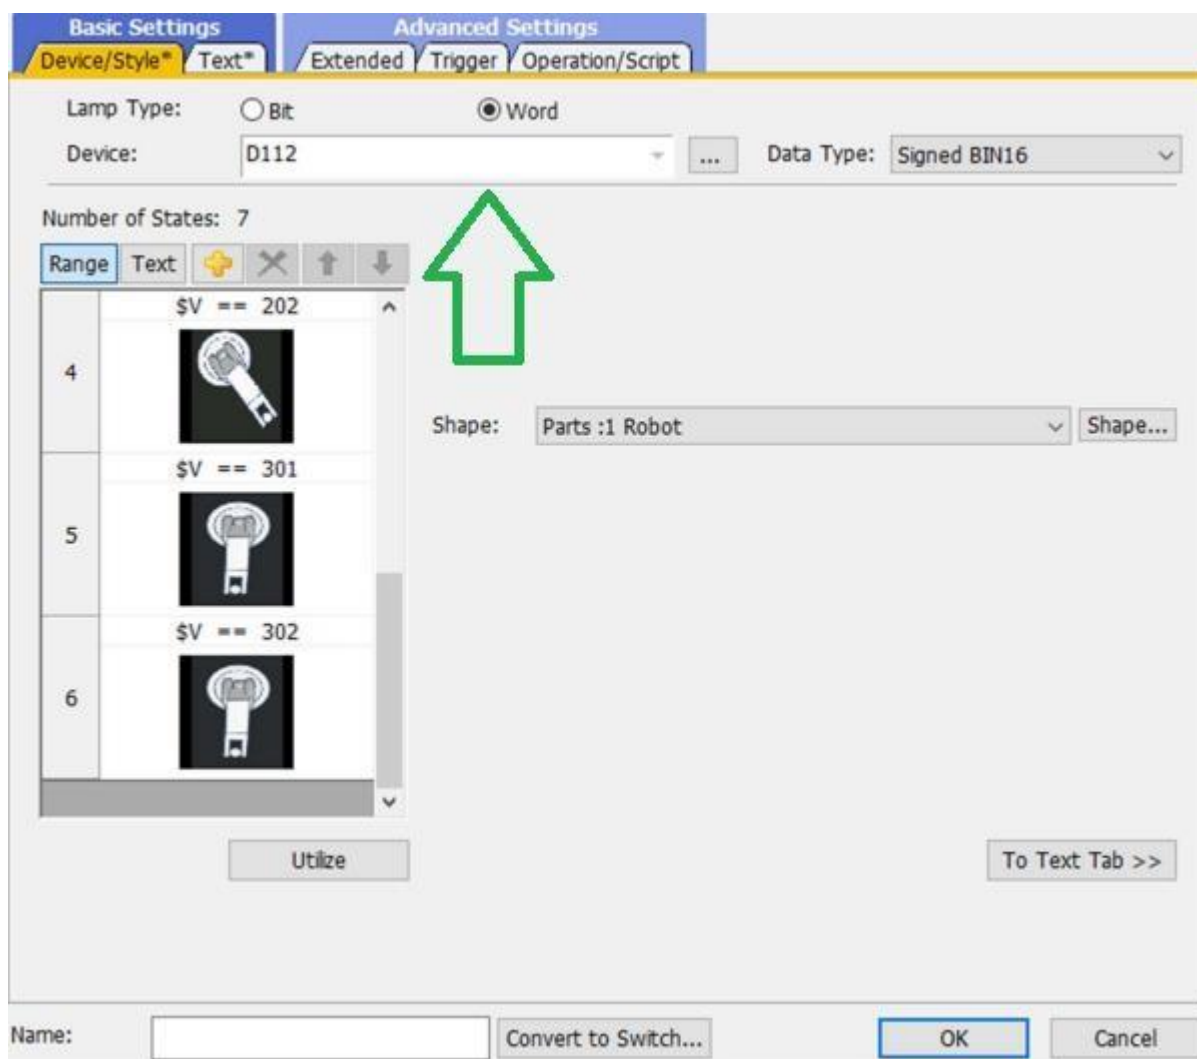 Basic Settings Advanced Settings
Device/Style* Text* Extended Trigger Operation/Script
Lamp Type: Bit Word
Device: D112 ... Data Type: Signed BIN16
Number of States: 7
Range Text
$V == 202
4
Shape: Parts :1 Robot Shape...
$V == 301
5
$V == 302
6
Utilize To Text Tab >>
Name: Convert to Switch... OK Cancel